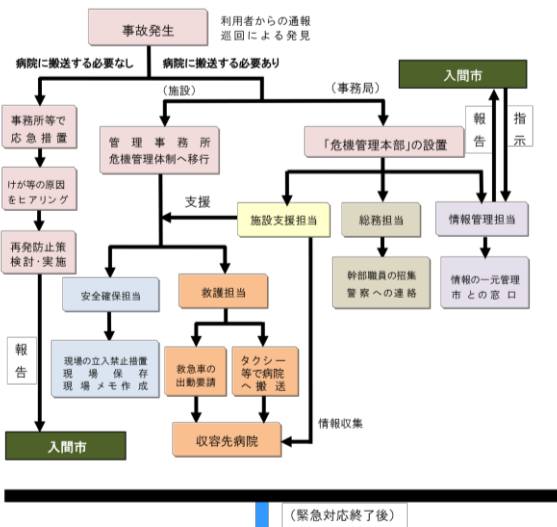 事故発生
利用者からの通報
巡回による発見
病院に搬送する必要なし
病院に搬送する必要あり
（施設）
（事務局）
入間市
報告
指示
事務所等で
応急措置
管理事務所
危機管理体制へ移行
「危機管理本部」の設置
けが等の原因
をヒアリング
支援
施設支援担当
総務担当
情報管理担当
再発防止策
検討・実施
安全確保担当
救護担当
幹部職員の招集
警察への連絡
情報の一元管理
市との窓口
報告
現場の立入禁止措置
現場保存
現場メモ作成
救急車の
出動要請
タクシー
等で病院
へ搬送
情報収集
入間市
収容先病院
（緊急対応終了後）